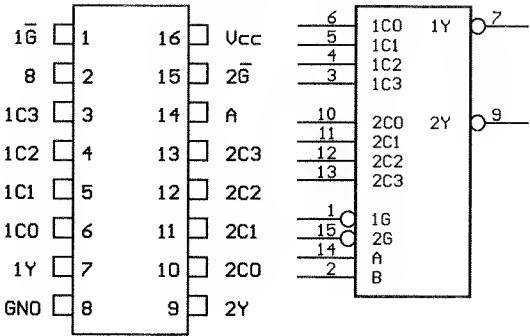 1G̅ 1 16 Vcc
8 2 15 2G̅
1C3 3 14 A
1C2 4 13 2C3
1C1 5 12 2C2
1C0 6 11 2C1
1Y 7 10 2C0
GND 8 9 2Y
6 1C0 1Y 7
5 1C1
4 1C2
3 1C3
10 2C0 2Y 9
11 2C1
12 2C2
13 2C3
1 1G
15 2G
14 A
2 B